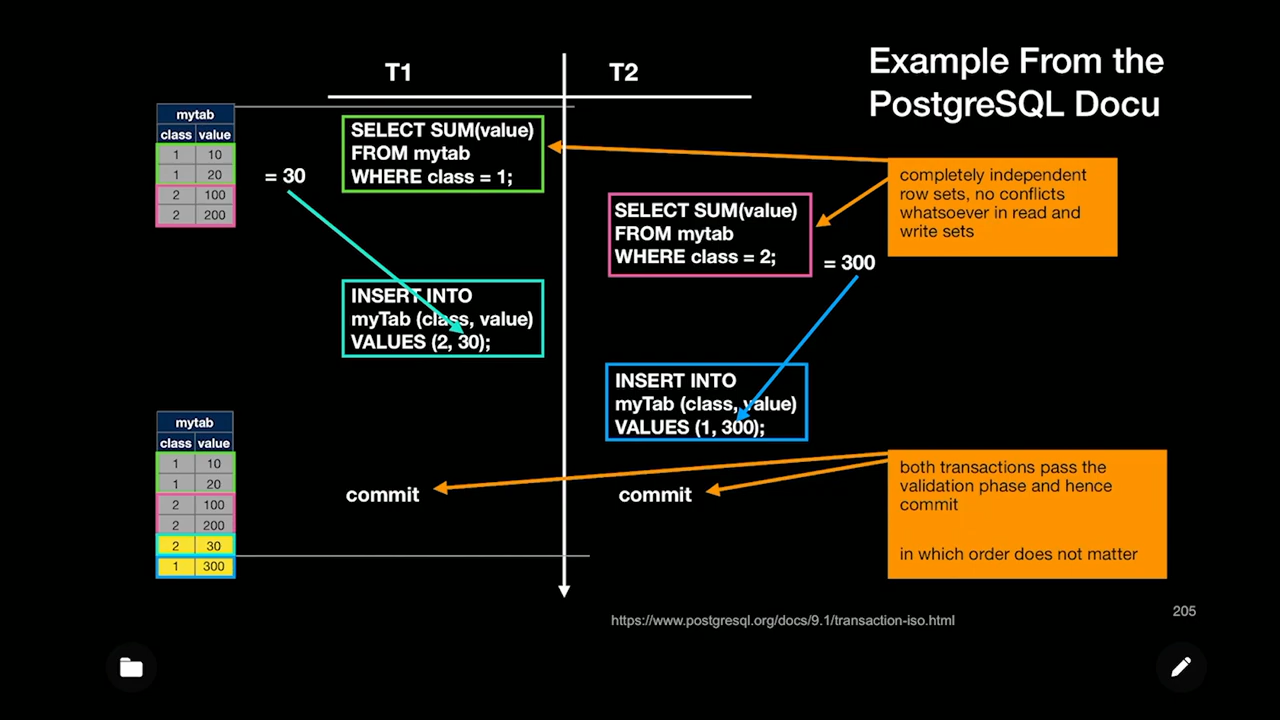 Example From the
PostgreSQL Docu
T1
T2
mytab
class value
1 10
1 20
2 100
2 200
= 30
SELECT SUM(value)
FROM mytab
WHERE class = 1;
completely independent
row sets, no conflicts
whatsoever in read and
write sets
SELECT SUM(value)
FROM mytab
WHERE class = 2;
= 300
INSERT INTO
myTab (class, value)
VALUES (2, 30);
INSERT INTO
myTab (class, value)
VALUES (1, 300);
mytab
class value
1 10
1 20
2 100
2 200
2 30
1 300
commit
commit
both transactions pass the
validation phase and hence
commit
in which order does not matter
https://www.postgresql.org/docs/9.1/transaction-iso.html
205